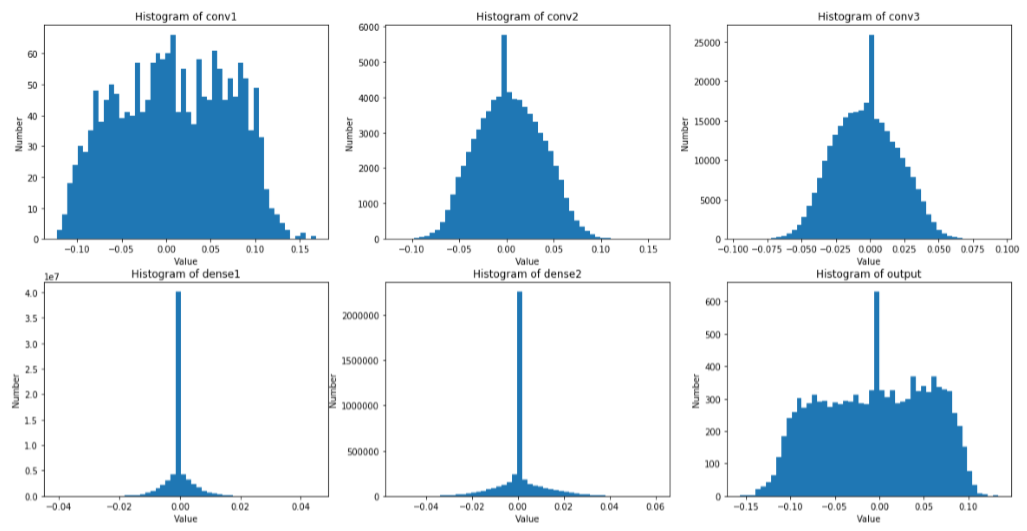 Histogram of conv1
Number
60
50
40
30
20
10
0
−0.10 −0.05 0.00 0.05 0.10 0.15
Value
Histogram of conv2
Number
6000
5000
4000
3000
2000
1000
0
−0.10 −0.05 0.00 0.05 0.10 0.15
Value
Histogram of conv3
Number
25000
20000
15000
10000
5000
0
−0.100 −0.075 −0.050 −0.025 0.000 0.025 0.050 0.075 0.100
Value
Histogram of dense1
1e7
Number
4.0
3.5
3.0
2.5
2.0
1.5
1.0
0.5
0.0
−0.04 −0.02 0.00 0.02 0.04
Value
Histogram of dense2
Number
2000000
1500000
1000000
500000
0
−0.04 −0.02 0.00 0.02 0.04 0.06
Value
Histogram of output
Number
600
500
400
300
200
100
0
−0.15 −0.10 −0.05 0.00 0.05 0.10
Value